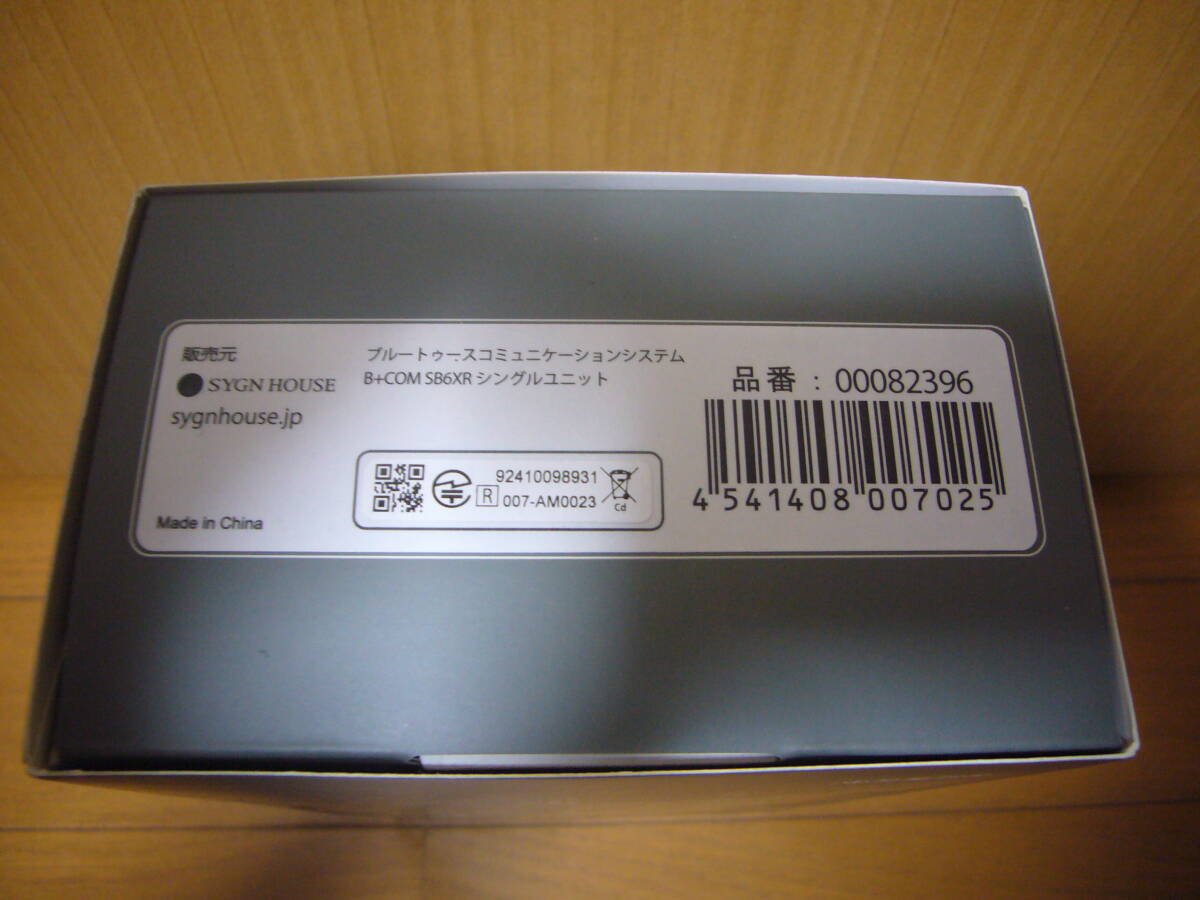 販売元
SYGN HOUSE
sygnhouse.jp
Made in China
ブルートゥースコミュニケーションシステム
B+COM SB6XR シングルユニット
92410098931
R 007-AM0023
Cd
品番 : 00082396
4 541408 007025